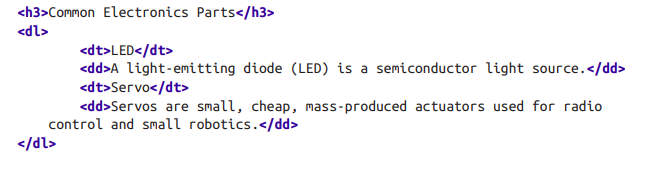 <h3>Common Electronics Parts</h3>
<dl>
<dt>LED</dt>
<dd>A light-emitting diode (LED) is a semiconductor light source.</dd>
<dt>Servo</dt>
<dd>Servos are small, cheap, mass-produced actuators used for radio
control and small robotics.</dd>
</dl>